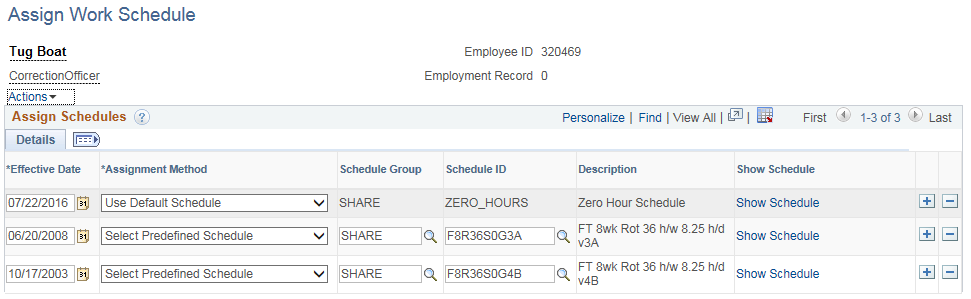 Assign Work Schedule
Tug Boat Employee ID 320469
CorrectionOfficer Employment Record 0
Actions
Assign Schedules ? Personalize | Find | View All | | First 1-3 of 3 Last
Details
*Effective Date *Assignment Method Schedule Group Schedule ID Description Show Schedule
07/22/2016 31 Use Default Schedule SHARE ZERO_HOURS Zero Hour Schedule Show Schedule + −
06/20/2008 31 Select Predefined Schedule SHARE F8R36S0G3A FT 8wk Rot 36 h/w 8.25 h/d Show Schedule + −
v3A
10/17/2003 31 Select Predefined Schedule SHARE F8R36S0G4B FT 8wk Rot 36 h/w 8.25 h/d Show Schedule + −
v4B